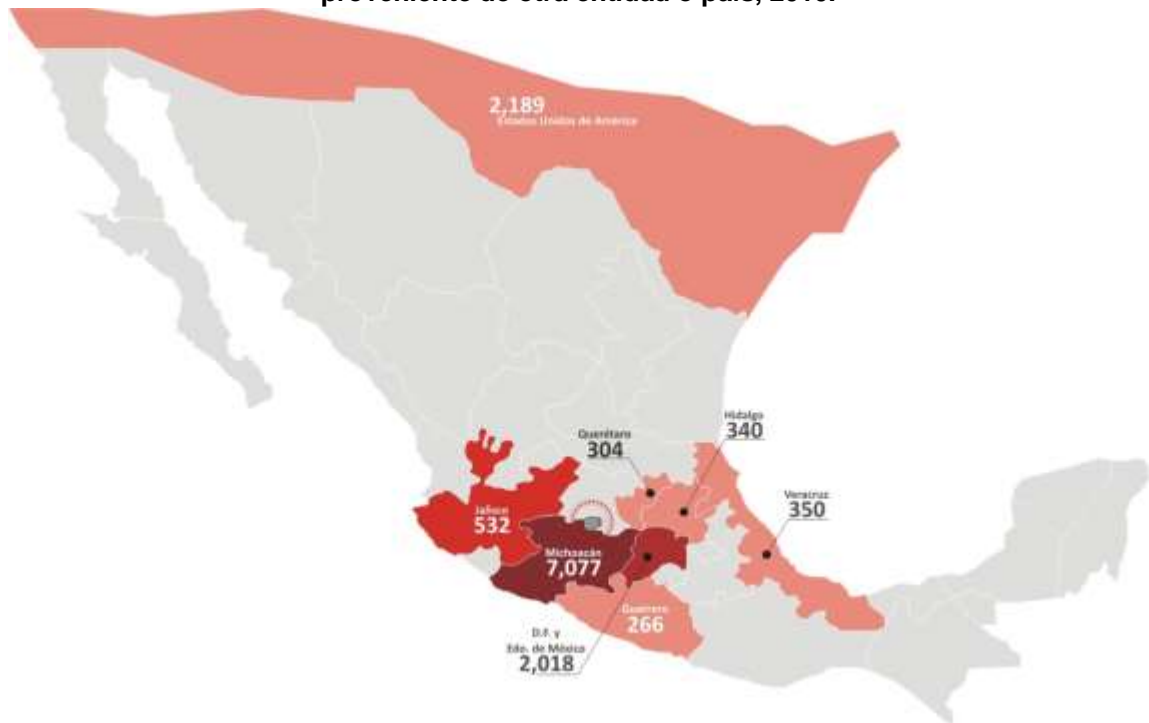 proveniente de otra entidad o país, 2010.
2,189
Estados Unidos de América
Hidalgo
340
Querétaro
304
Veracruz
350
Jalisco
532
Michoacán
7,077
Guerrero
266
D.F. y
Edo. de México
2,018